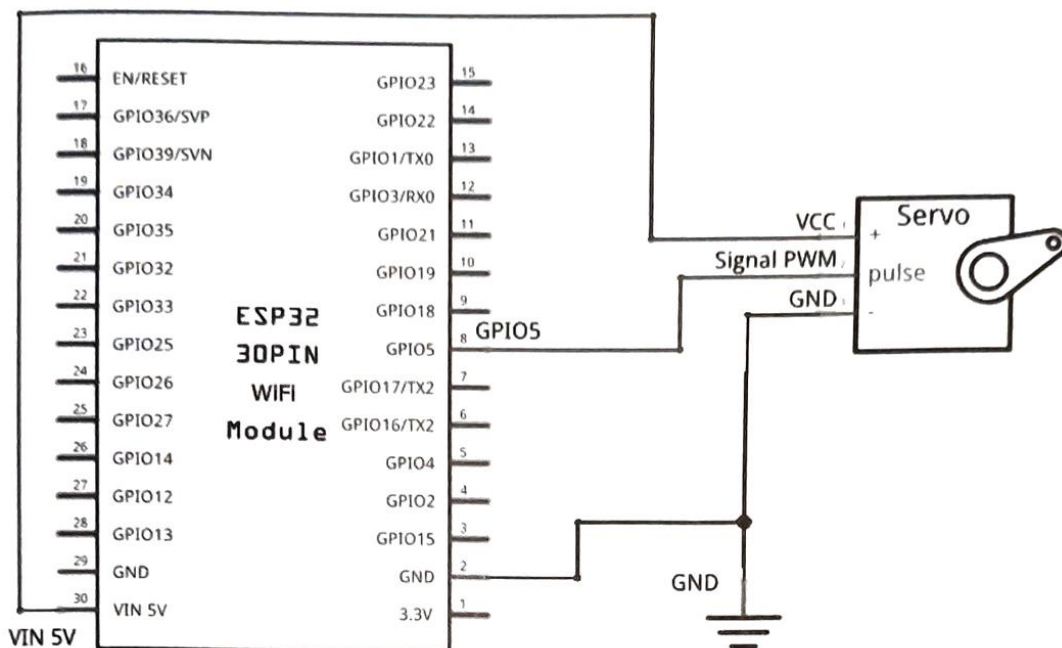 16 EN/RESET
17 GPIO36/SVP
18 GPIO39/SVN
19 GPIO34
20 GPIO35
21 GPIO32
22 GPIO33
23 GPIO25
24 GPIO26
25 GPIO27
26 GPIO14
27 GPIO12
28 GPIO13
29 GND
30 VIN 5V
VIN 5V
ESP32
30PIN
WiFi
Module
GPIO23 15
GPIO22 14
GPIO1/TX0 13
GPIO3/RX0 12
GPIO21 11
GPIO19 10
GPIO18 9
GPIO5 8
GPIO17/TX2 7
GPIO16/TX2 6
GPIO4 5
GPIO2 4
GPIO15 3
GND 2
3.3V 1
GPIO5
VCC
Signal PWM
GND
Servo
+
pulse
-
GND